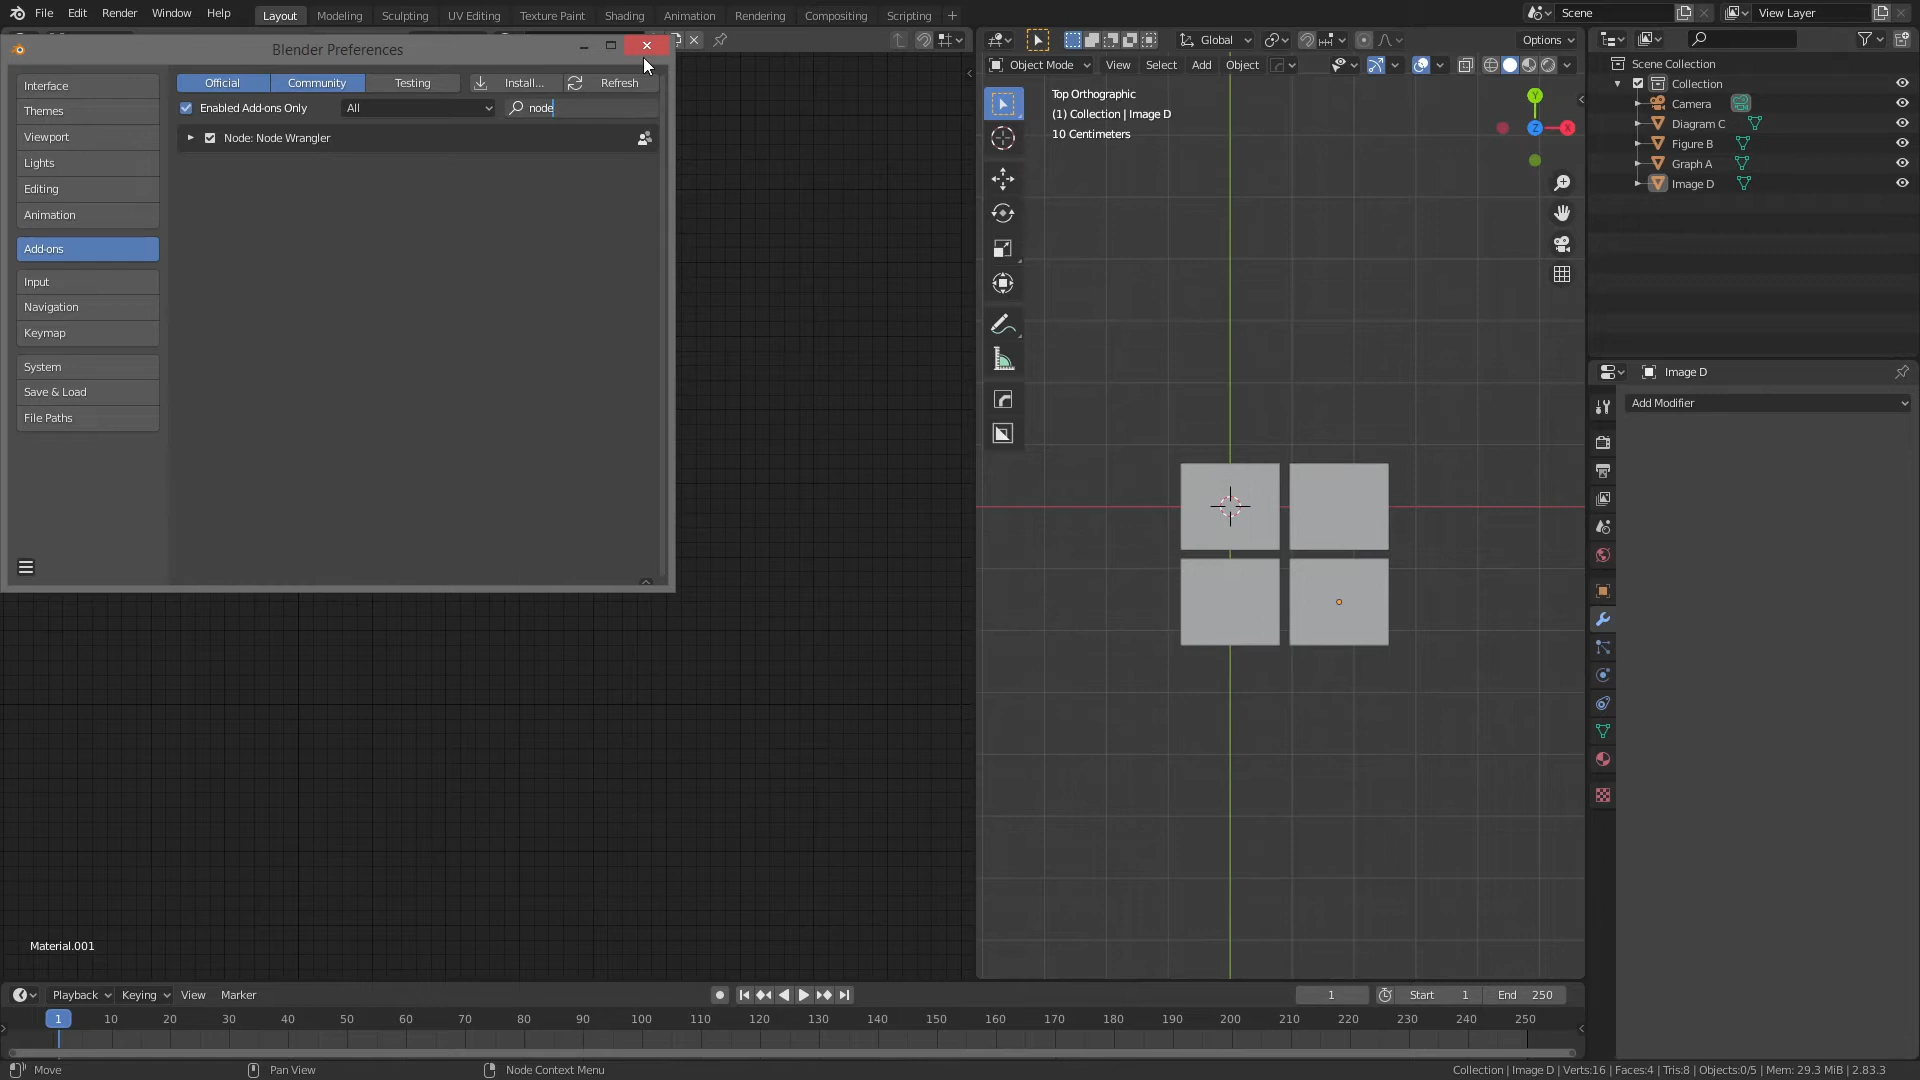 File Edit Render Window Help Layout Modeling Sculpting UV Editing Texture Paint Shading Animation Rendering Compositing Scripting + Scene View Layer
Blender Preferences
Interface
Themes
Viewport
Lights
Editing
Animation
Add-ons
Input
Navigation
Keymap
System
Save & Load
File Paths
Official Community Testing Install... Refresh
Enabled Add-ons Only All node
Node: Node Wrangler
Material.001
Global Options
Object Mode View Select Add Object
Top Orthographic
(1) Collection | Image D
10 Centimeters
Y
Z X
Scene Collection
Collection
Camera
Diagram C
Figure B
Graph A
Image D
Image D
Add Modifier
Playback Keying View Marker 1 Start 1 End 250
1 10 20 30 40 50 60 70 80 90 100 110 120 130 140 150 160 170 180 190 200 210 220 230 240 250
Move Pan View Node Context Menu Collection | Image D | Verts:16 | Faces:4 | Tris:8 | Objects:0/5 | Mem: 29.3 MiB | 2.83.3